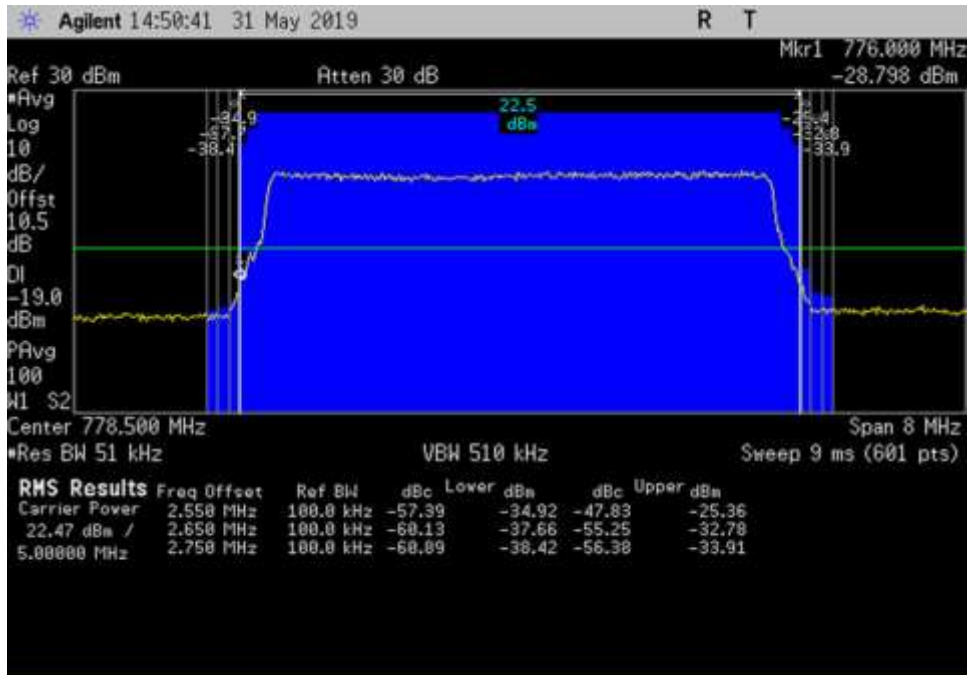 Agilent 14:50:41 31 May 2019 R T
Mkr1 776.000 MHz
Ref 30 dBm Atten 30 dB -28.798 dBm
*Avg
Log
10
dB/
Offst
10.5
dB
DI
-19.0
dBm
PAvg
100
W1 S2
22.5
dBm
-38.4
-33.9
Center 778.500 MHz Span 8 MHz
*Res BW 51 kHz VBW 510 kHz Sweep 9 ms (601 pts)
RMS Results Freq Offset Ref BW dBc Lower dBm dBc Upper dBm
Carrier Power 2.550 MHz 100.0 kHz -57.39 -34.92 -47.83 -25.36
22.47 dBm / 2.650 MHz 100.0 kHz -60.13 -37.66 -55.25 -32.78
5.00000 MHz 2.750 MHz 100.0 kHz -60.89 -38.42 -56.38 -33.91